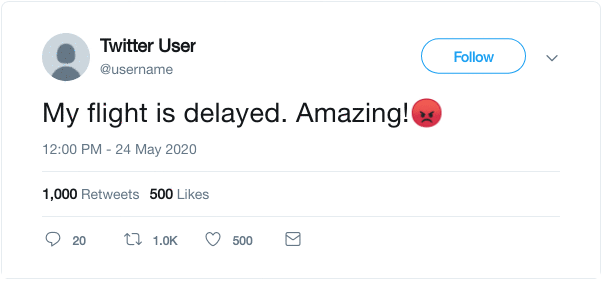 Twitter User
Follow
@username
My flight is delayed. Amazing!😡
12:00 PM - 24 May 2020
1,000 Retweets 500 Likes
20 1.0K 500